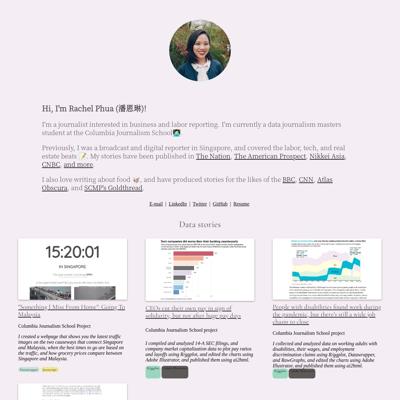 Hi, I'm Rachel Phua (潘恩琳)!
I'm a journalist interested in business and labor reporting. I'm currently a data journalism masters
student at the Columbia Journalism School
Previously, I was a broadcast and digital reporter in Singapore, and covered the labor, tech, and real
estate beats. My stories have been published in The Nation, The American Prospect, Nikkei Asia,
CNBC, and more.
I also love writing about food, and have produced stories for the likes of the BBC, CNN, Atlas
Obscura, and SCMP's Goldthread.
E-mail | LinkedIn | Twitter | GitHub | Resume
Data stories
15:20:01
IN SINGAPORE
"Something I Miss From Home": Going To
Malaysia
Columbia Journalism School Project
I created a webpage that shows you the latest traffic
images on the two causeways that connect Singapore
and Malaysia, when the best times to go are based on
the traffic, and how grocery prices compare between
Singapore and Malaysia.
CEOs cut their own pay in sign of
solidarity, but not after huge pay days
Columbia Journalism School project
I compiled and analyzed 14-A SEC filings, and
company market capitalization data to plot pay ratios
and layoffs using R/ggplot, and edited the charts using
Adobe Illustrator, and published them using ai2html.
People with disabilities found work during
the pandemic, but there's still a wide job
chasm to close
Columbia Journalism School project
I collected and analyzed data on working adults with
disabilities, their wages, and employment
discrimination claims using R/ggplot, Datawrapper,
and RawGraphs, and edited the charts using Adobe
Illustrator, and published them using ai2html.